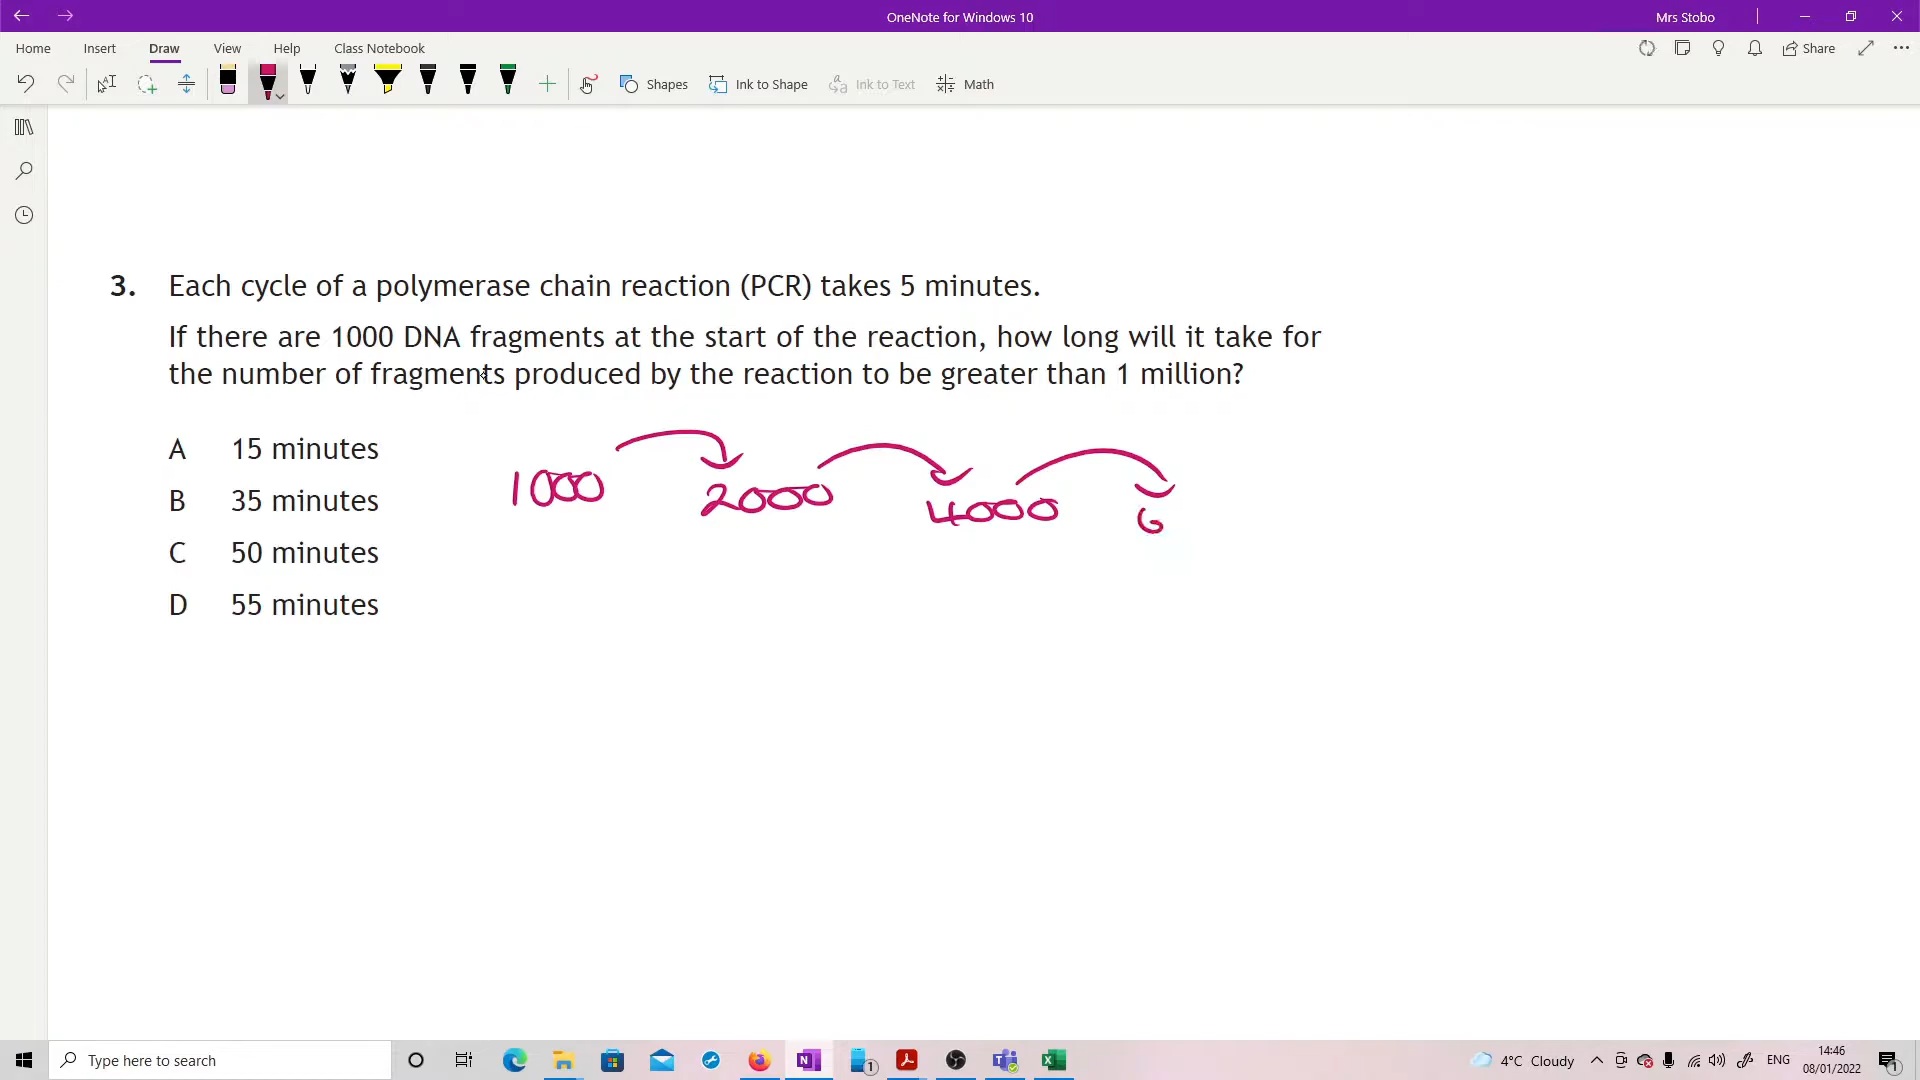 OneNote for Windows 10
Mrs Stobo
Home Insert Draw View Help Class Notebook
Share
Shapes Ink to Shape Ink to Text Math
3. Each cycle of a polymerase chain reaction (PCR) takes 5 minutes.
If there are 1000 DNA fragments at the start of the reaction, how long will it take for
the number of fragments produced by the reaction to be greater than 1 million?
A 15 minutes
B 35 minutes
C 50 minutes
D 55 minutes
1000 2000 4000 6
Type here to search
4°C Cloudy
ENG
14:46
08/01/2022